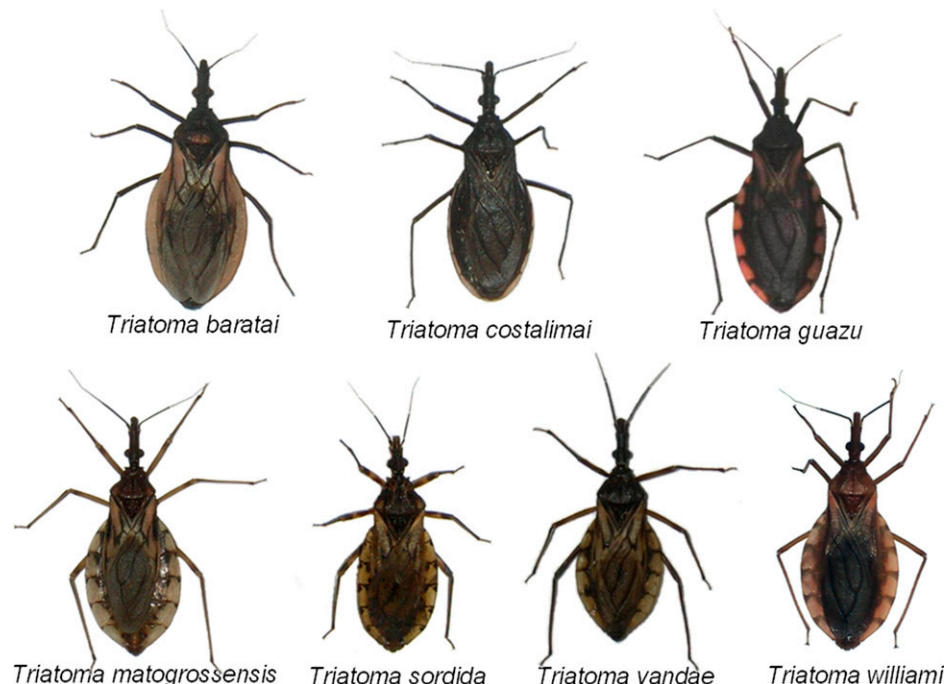 Triatoma baratai
Triatoma costalimai
Triatoma guazu
Triatoma matogrossensis
Triatoma sordida
Triatoma vandae
Triatoma williami